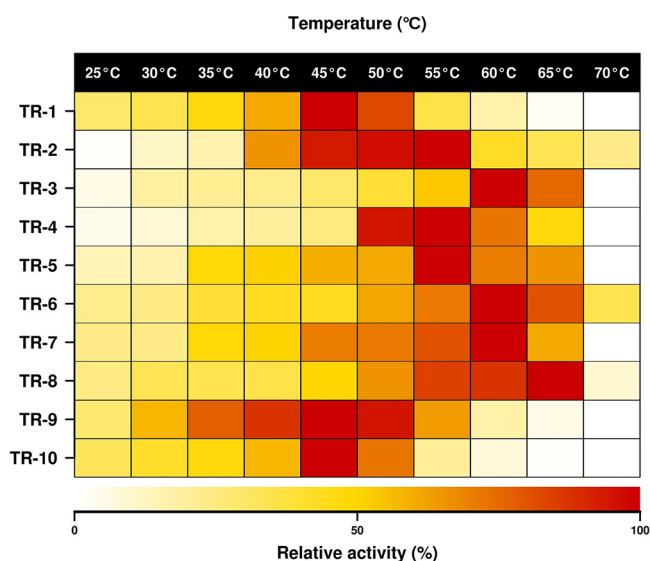 Temperature (°C)
25°C 30°C 35°C 40°C 45°C 50°C 55°C 60°C 65°C 70°C
TR-1
TR-2
TR-3
TR-4
TR-5
TR-6
TR-7
TR-8
TR-9
TR-10
0 50 100
Relative activity (%)